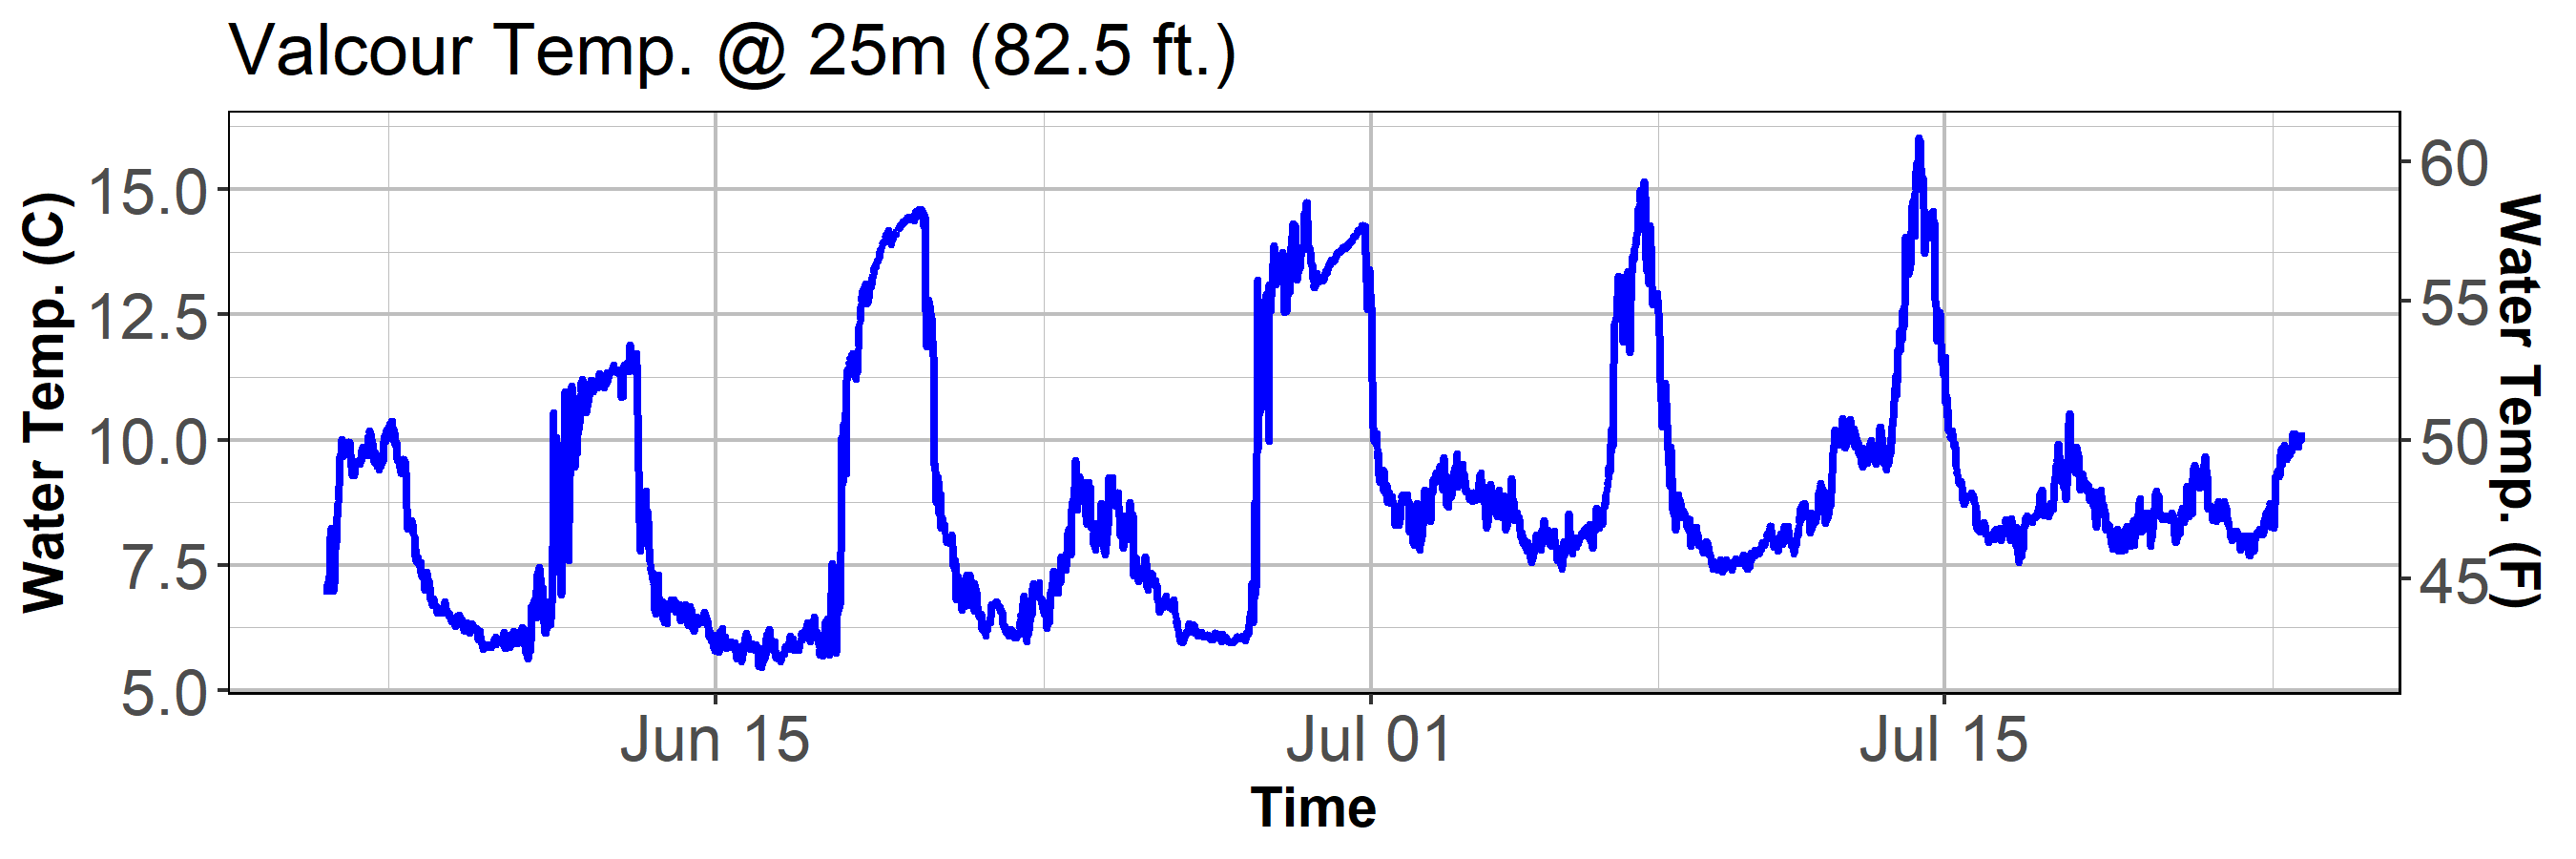 Valcour Temp. @ 25m (82.5 ft.)
Water Temp. (C)
15.0
12.5
10.0
7.5
5.0
60
55
50
45
Water Temp. (F)
Jun 15
Jul 01
Jul 15
Time